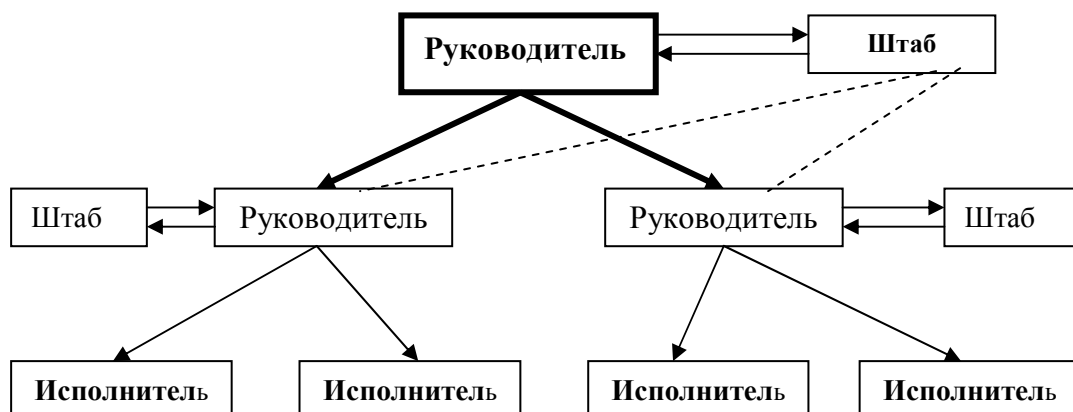 Руководитель
Штаб
Штаб
Руководитель
Руководитель
Штаб
Исполнитель
Исполнитель
Исполнитель
Исполнитель